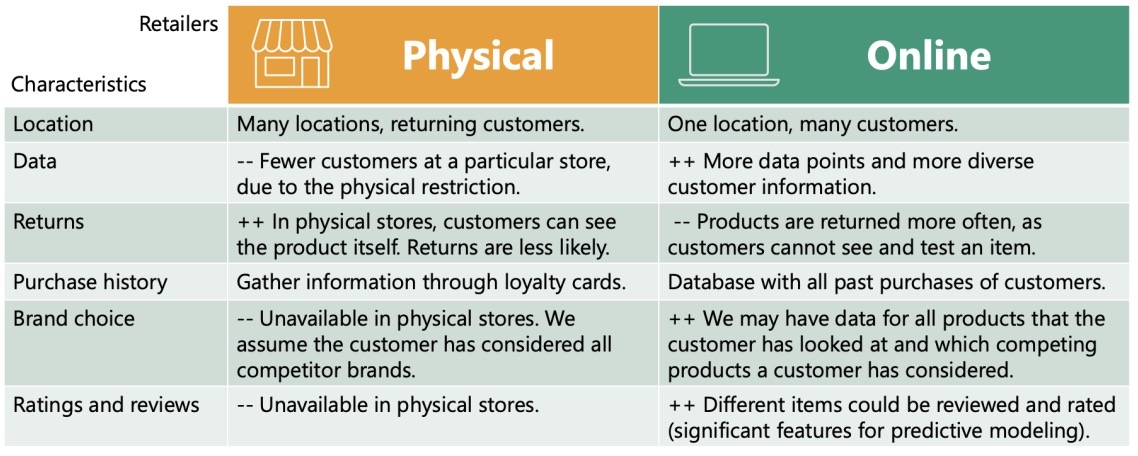 Retailers
Characteristics
Physical
Online
Location
Many locations, returning customers.
One location, many customers.
Data
-- Fewer customers at a particular store,
due to the physical restriction.
++ More data points and more diverse
customer information.
Returns
++ In physical stores, customers can see
the product itself. Returns are less likely.
-- Products are returned more often, as
customers cannot see and test an item.
Purchase history
Gather information through loyalty cards.
Database with all past purchases of customers.
Brand choice
-- Unavailable in physical stores. We
assume the customer has considered all
competitor brands.
++ We may have data for all products that the
customer has looked at and which competing
products a customer has considered.
Ratings and reviews
-- Unavailable in physical stores.
++ Different items could be reviewed and rated
(significant features for predictive modeling).